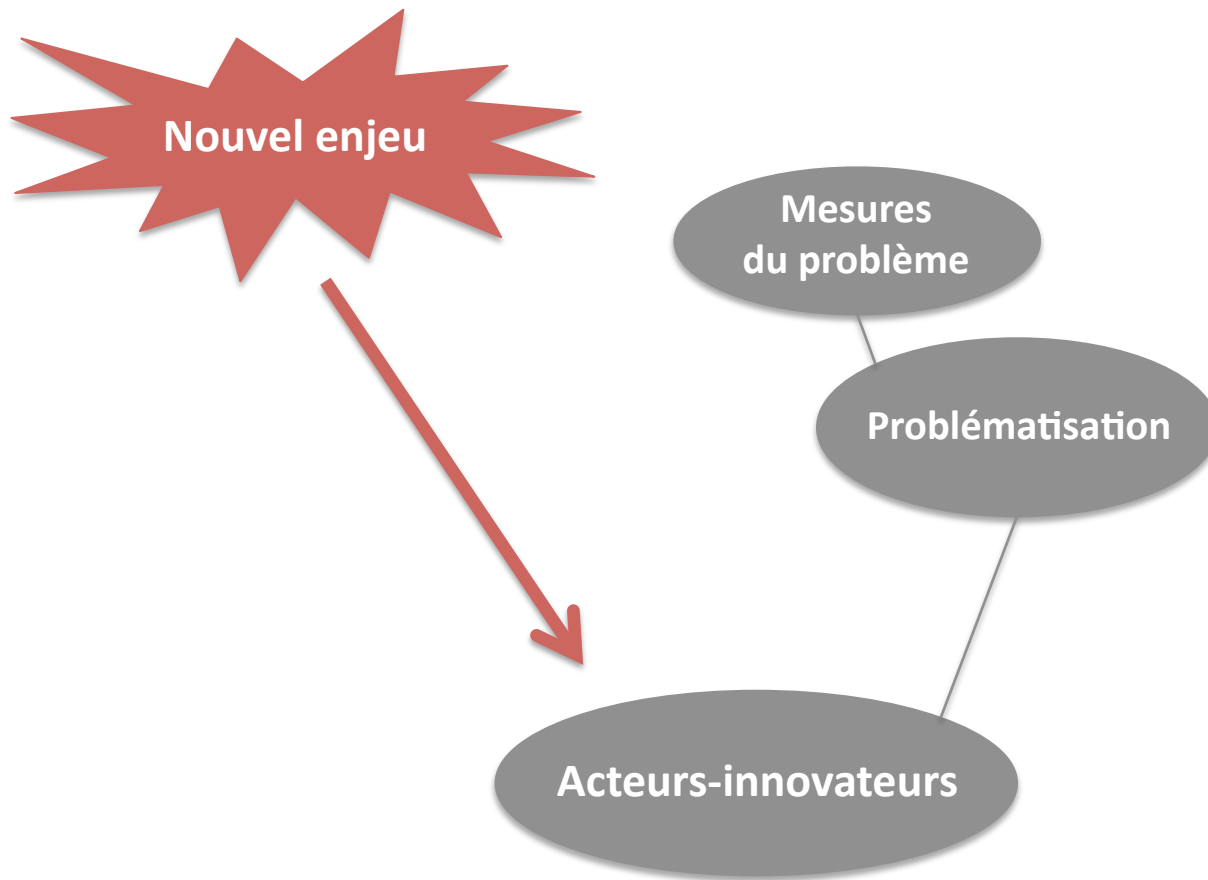 Nouvel enjeu
Mesures
du problème
Problématisation
Acteurs-innovateurs